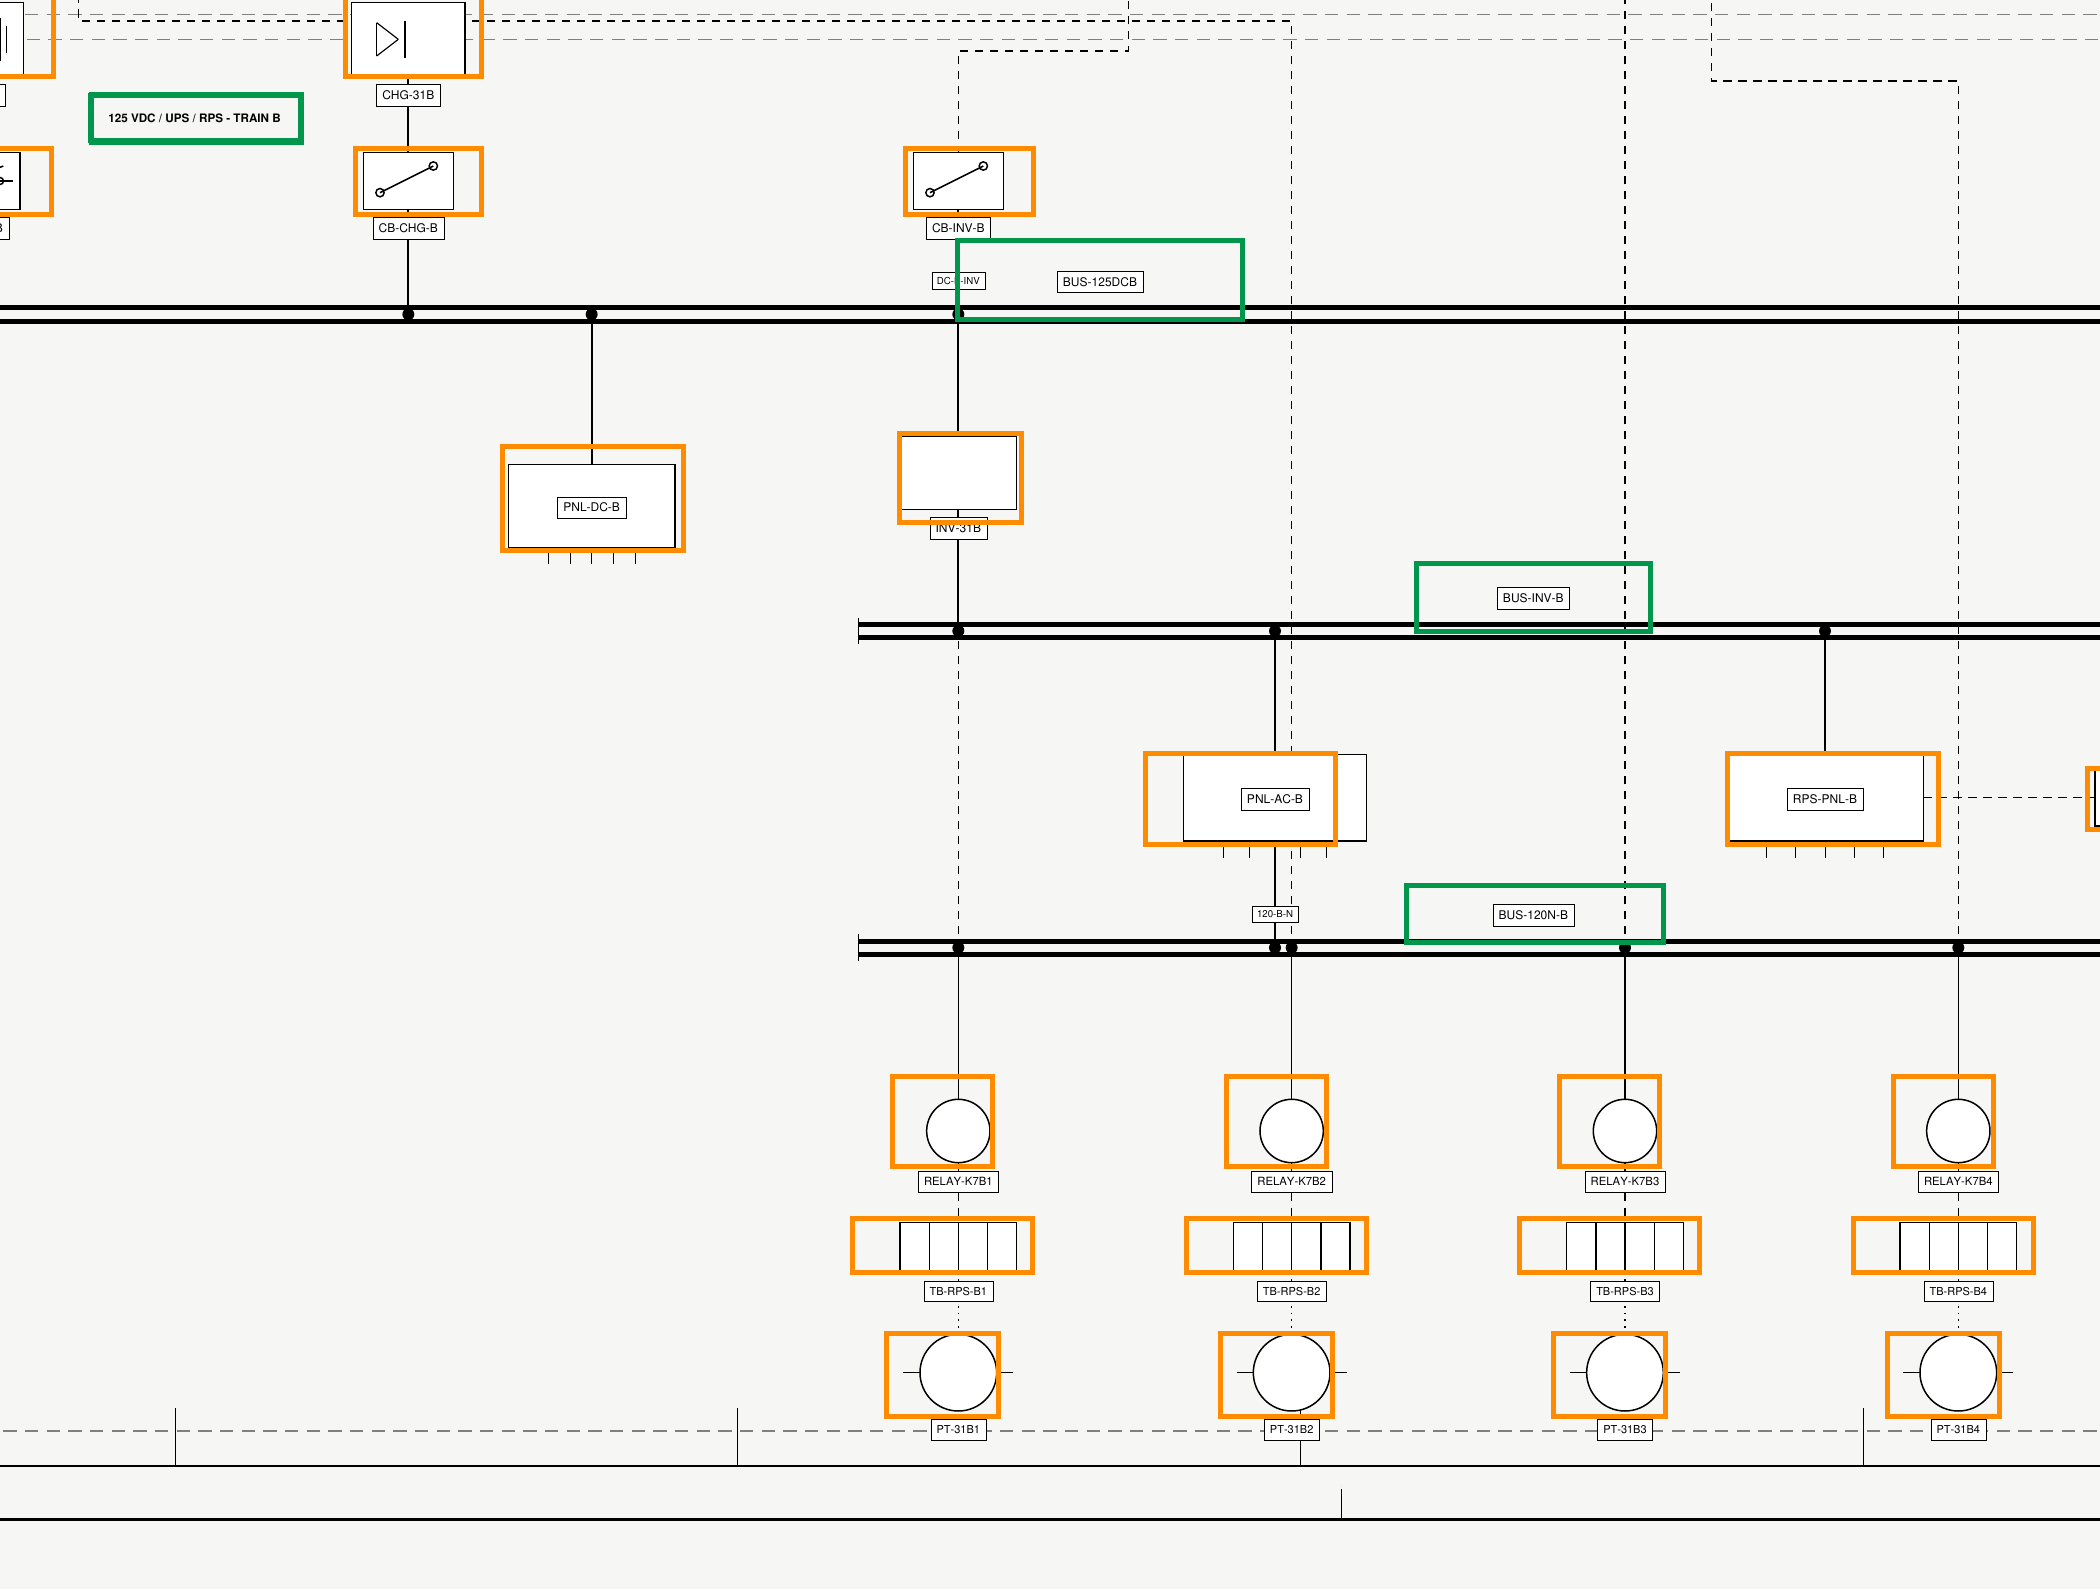 CHG-31B
125 VDC / UPS / RPS - TRAIN B
CB-CHG-B
CB-INV-B
BUS-125DCB
PNL-DC-B
INV-31B
BUS-INV-B
PNL-AC-B
RPS-PNL-B
120-B-N
BUS-120N-B
RELAY-K7B1
RELAY-K7B2
RELAY-K7B3
RELAY-K7B4
TB-RPS-B1
TB-RPS-B2
TB-RPS-B3
TB-RPS-B4
PT-31B1
PT-31B2
PT-31B3
PT-31B4